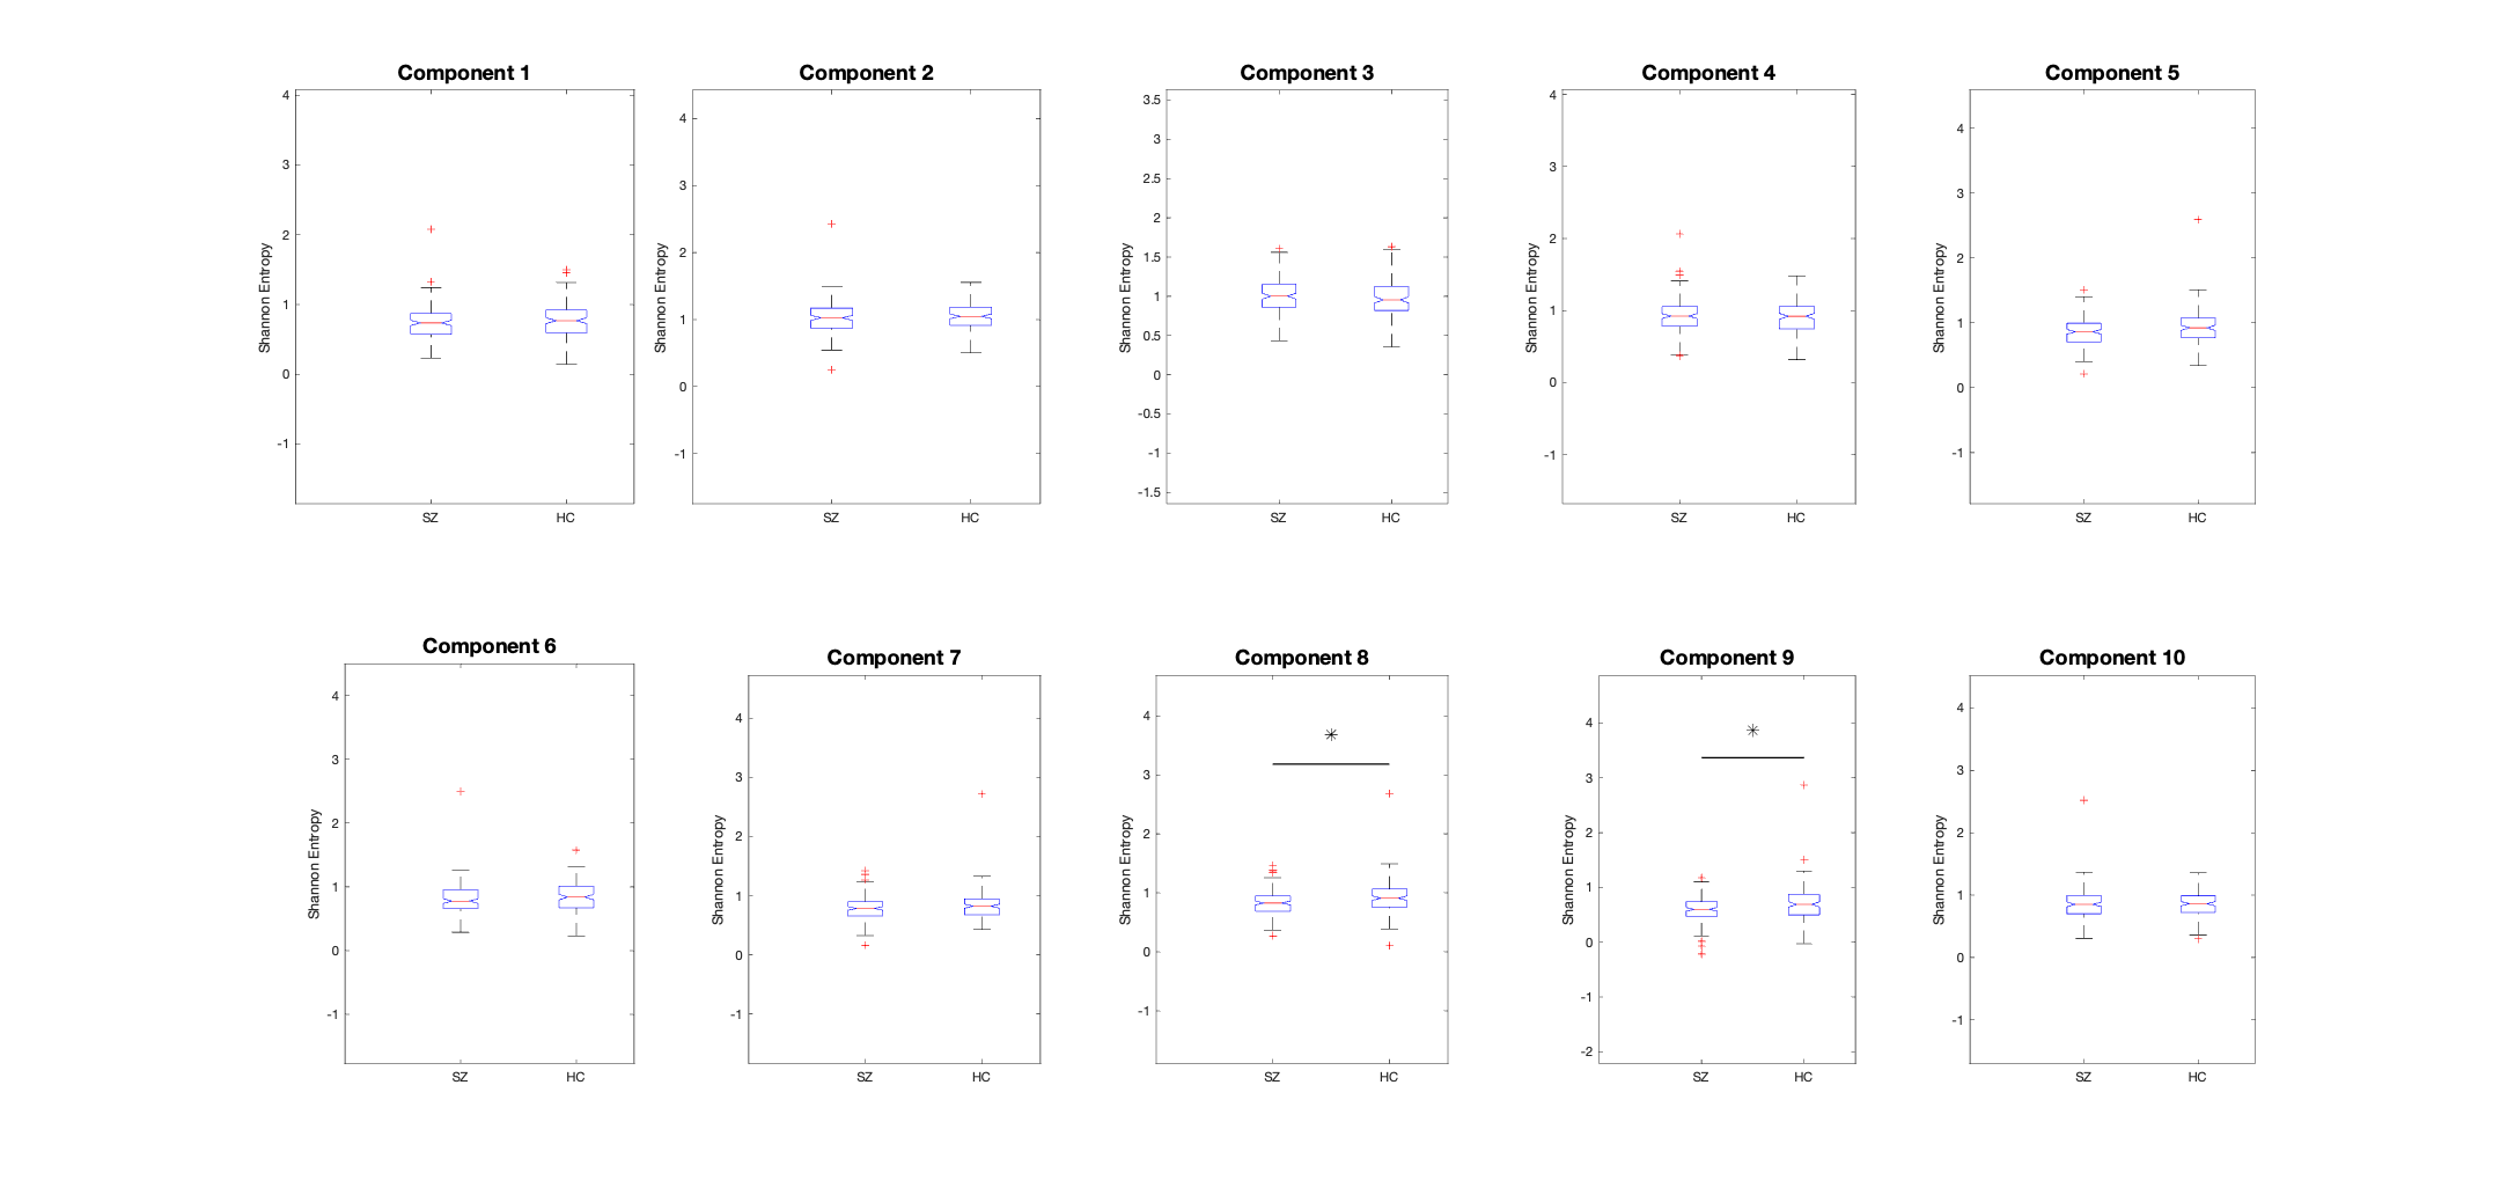 Component 1
4
3
2
1
0
-1
Shannon Entropy
SZ HC
Component 2
4
3
2
1
0
-1
Shannon Entropy
SZ HC
Component 3
3.5
3
2.5
2
1.5
1
0.5
0
-0.5
-1
-1.5
Shannon Entropy
SZ HC
Component 4
4
3
2
1
0
-1
Shannon Entropy
SZ HC
Component 5
4
3
2
1
0
-1
Shannon Entropy
SZ HC
Component 6
4
3
2
1
0
-1
Shannon Entropy
SZ HC
Component 7
4
3
2
1
0
-1
Shannon Entropy
SZ HC
Component 8
4
3
2
1
0
-1
Shannon Entropy
*
SZ HC
Component 9
4
3
2
1
0
-1
-2
Shannon Entropy
*
SZ HC
Component 10
4
3
2
1
0
-1
Shannon Entropy
SZ HC